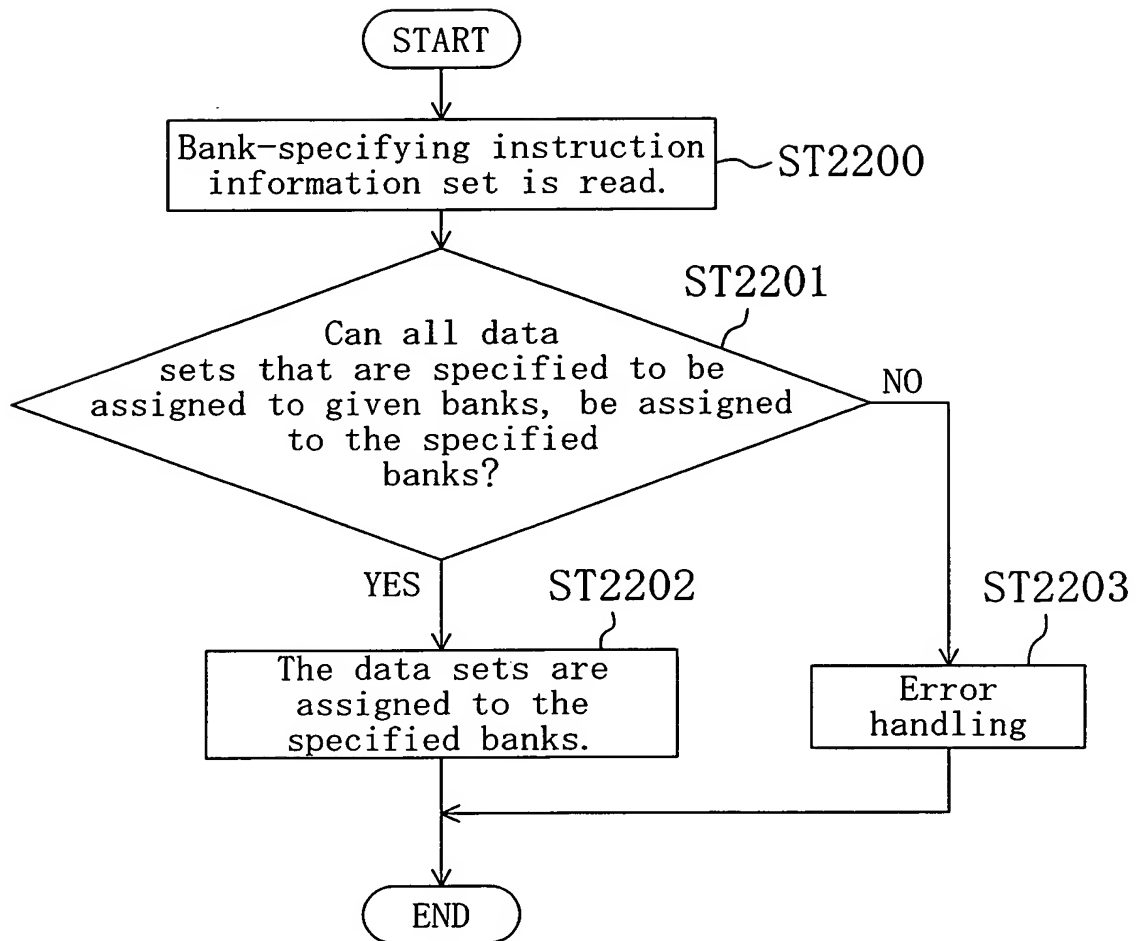 START
Bank-specifying instruction
information set is read.
ST2200
ST2201
Can all data
sets that are specified to be
assigned to given banks, be assigned
to the specified
banks?
NO
YES
ST2202
ST2203
The data sets are
assigned to the
specified banks.
Error
handling
END